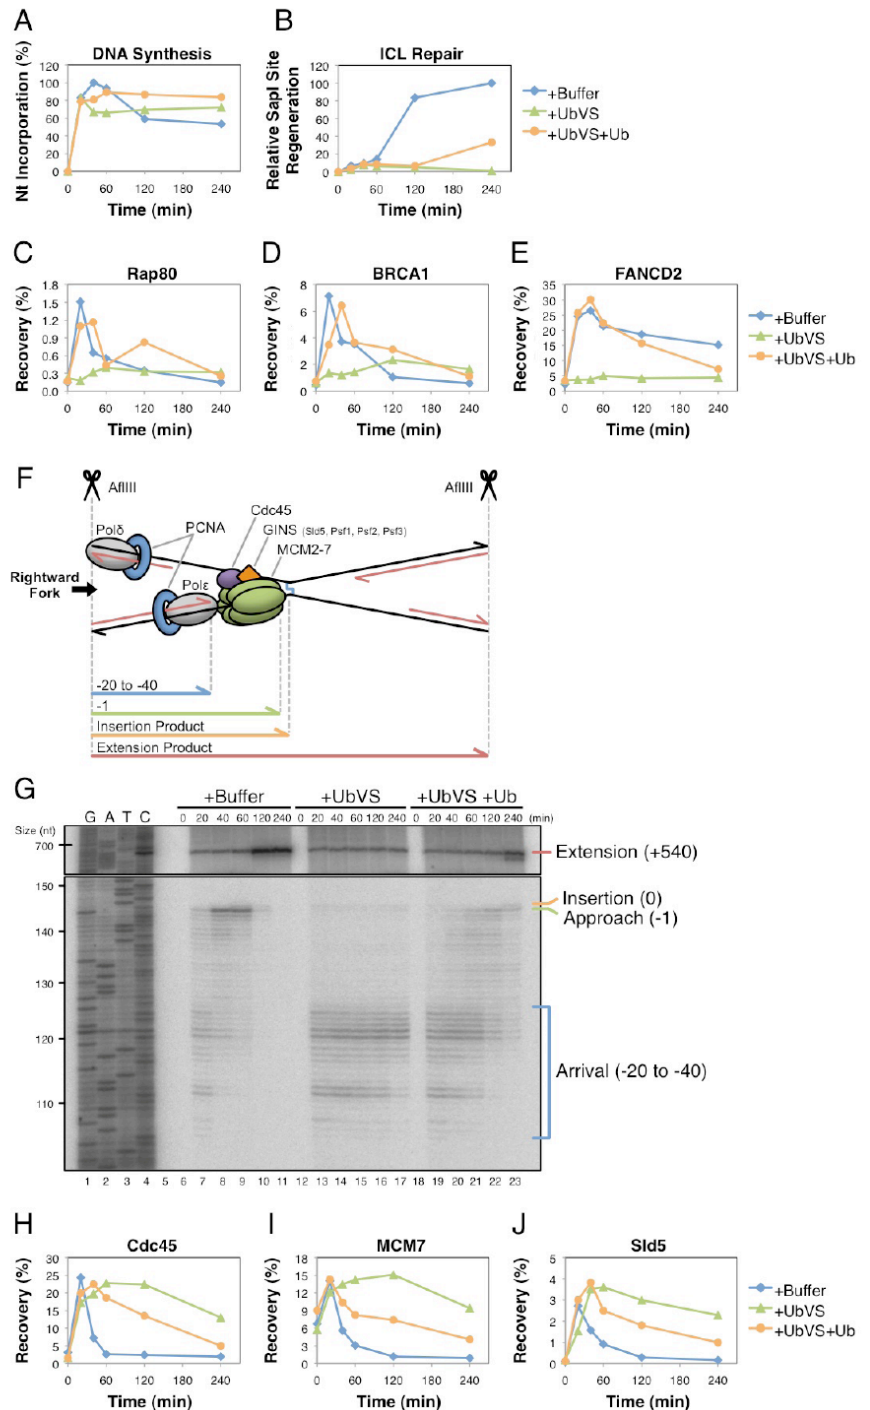 A
DNA Synthesis
Nt Incorporation (%)
120
100
80
60
40
20
0
0 60 120 180 240
Time (min)
B
ICL Repair
Relative SapI Site
Regeneration
120
100
80
60
40
20
0
0 60 120 180 240
Time (min)
+Buffer
+UbVS
+UbVS+Ub
C
Rap80
Recovery (%)
1.8
1.5
1.2
0.9
0.6
0.3
0.0
0 60 120 180 240
Time (min)
D
BRCA1
Recovery (%)
8
6
4
2
0
0 60 120 180 240
Time (min)
E
FANCD2
Recovery (%)
35
30
25
20
15
10
5
0
0 60 120 180 240
Time (min)
+Buffer
+UbVS
+UbVS+Ub
F
AflIII
AflIII
Polδ
PCNA
Cdc45
GINS (Sld5, Psf1, Psf2, Psf3)
MCM2-7
Rightward
Fork
Polε
-20 to -40
-1
Insertion Product
Extension Product
G
+Buffer +UbVS +UbVS +Ub
G A T C 0 20 40 60 120 240 0 20 40 60 120 240 0 20 40 60 120 240 (min)
Size (nt)
700
Extension (+540)
150
Insertion (0)
Approach (-1)
140
130
120
Arrival (-20 to -40)
110
1 2 3 4 5 6 7 8 9 10 11 12 13 14 15 16 17 18 19 20 21 22 23
H
Cdc45
Recovery (%)
30
25
20
15
10
5
0
0 60 120 180 240
Time (min)
I
MCM7
Recovery (%)
18
15
12
9
6
3
0
0 60 120 180 240
Time (min)
J
Sld5
Recovery (%)
5
4
3
2
1
0
0 60 120 180 240
Time (min)
+Buffer
+UbVS
+UbVS+Ub